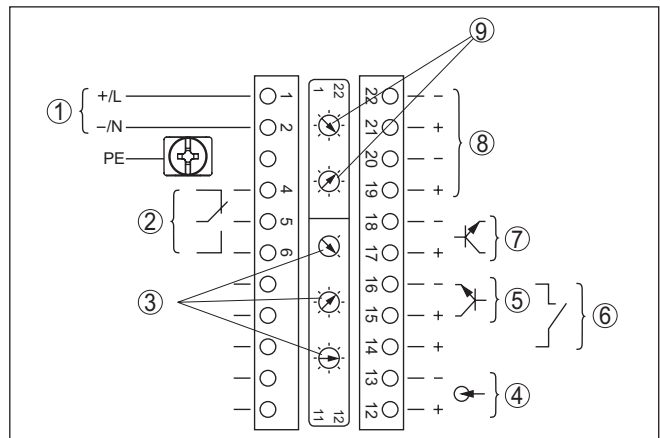 ⑨
① +/L 1 1 22 22 − ⑧
−/N 2 21 +
PE 20 −
4 19 +
② 5 18 − ⑦
6 17 +
③ 16 − ⑤ ⑥
15 +
14 +
13 − ④
11 12 12 +